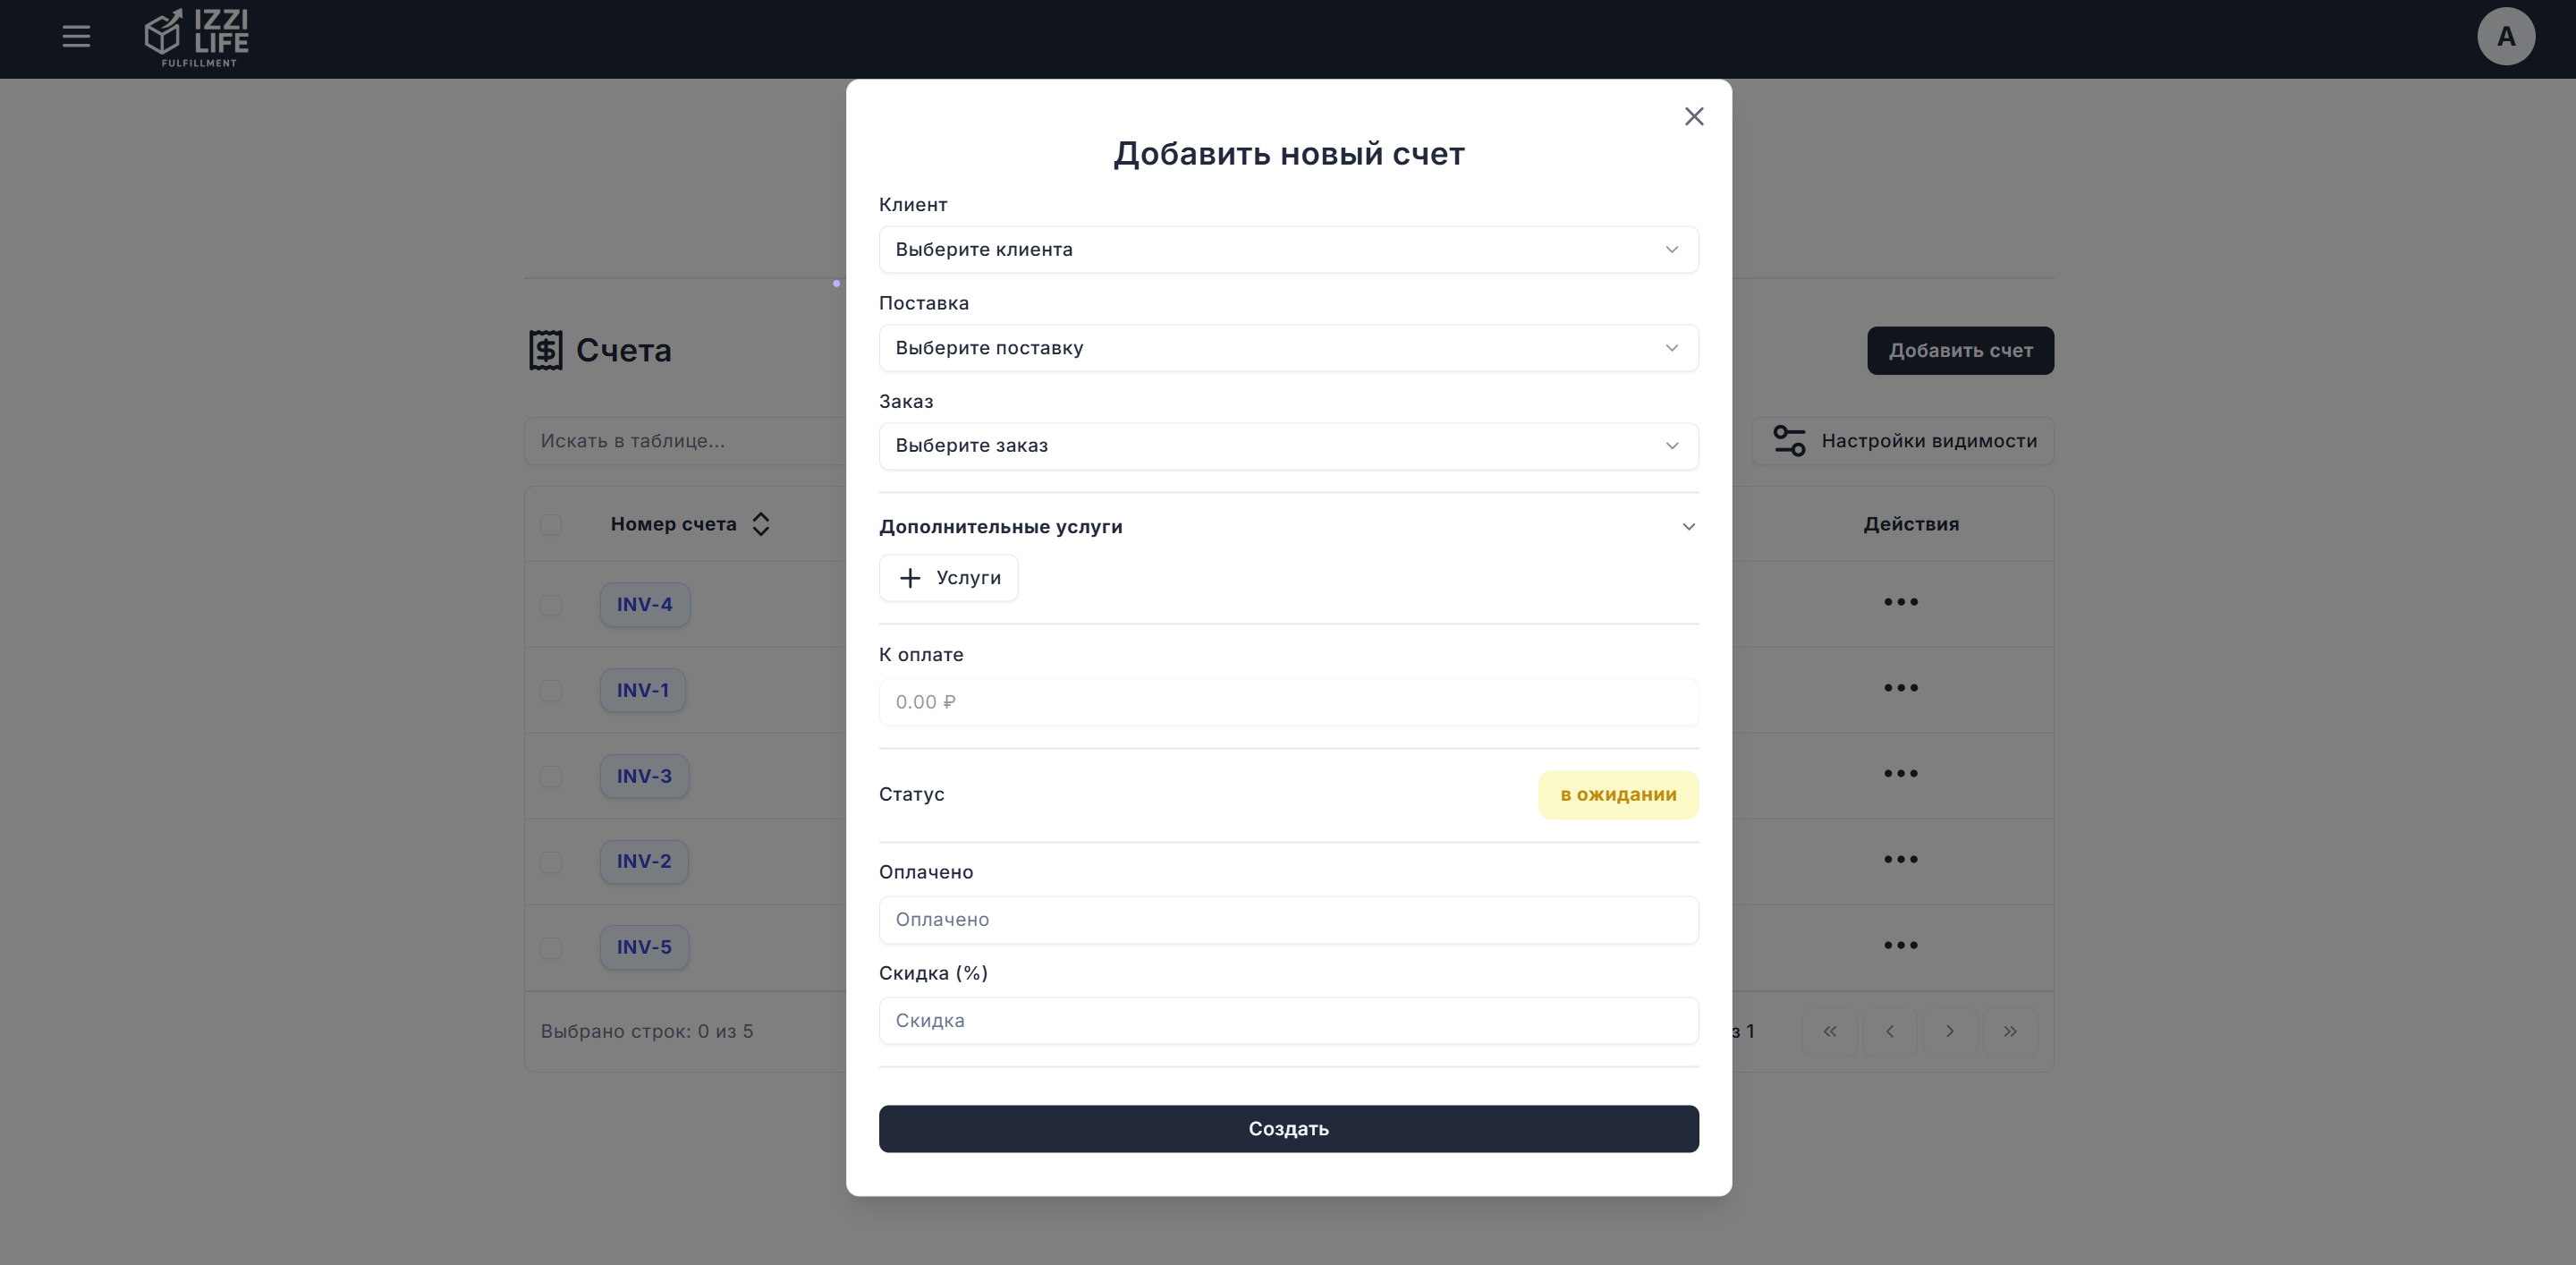 IZZI
LIFE
FULFILLMENT
A
Добавить новый счет
Клиент
Выберите клиента
Поставка
Выберите поставку
Заказ
Выберите заказ
Дополнительные услуги
Услуги
К оплате
0.00 ₽
Статус
в ожидании
Оплачено
Оплачено
Скидка (%)
Скидка
Создать
Счета
Добавить счет
Искать в таблице...
Настройки видимости
Номер счета
Действия
INV-4
INV-1
INV-3
INV-2
INV-5
Выбрано строк: 0 из 5
з 1